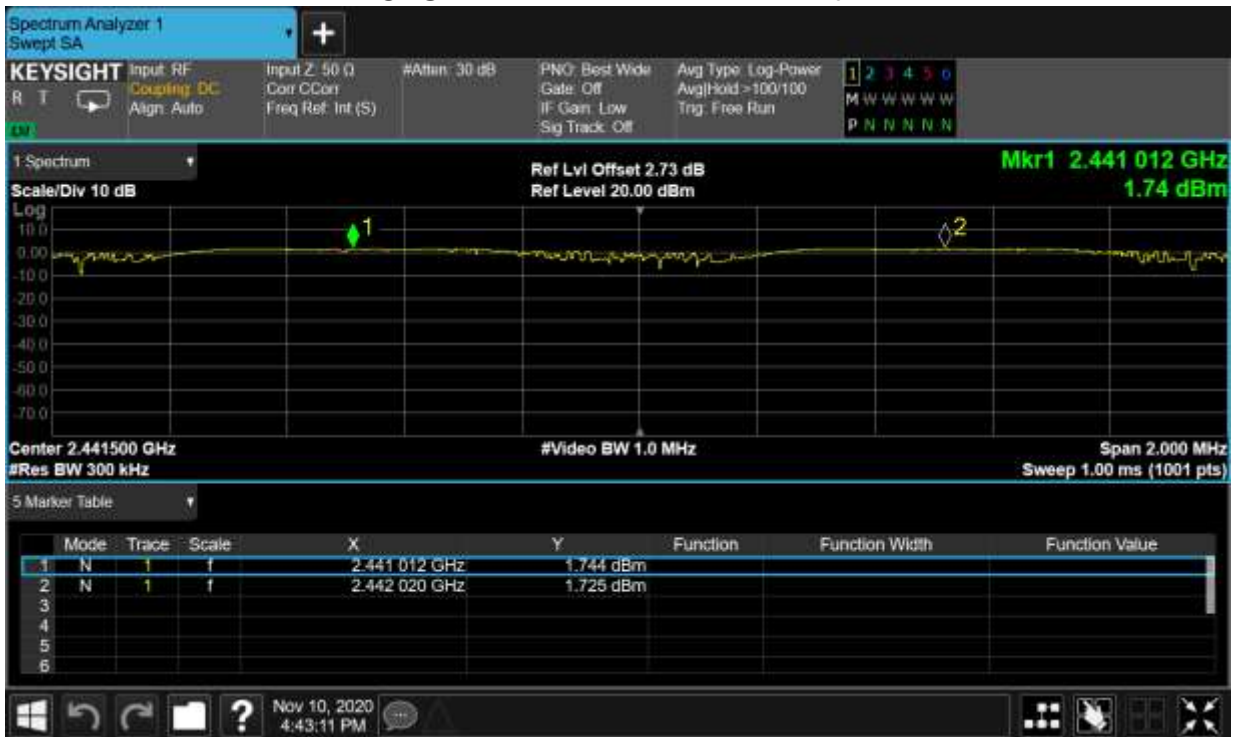 Spectrum Analyzer 1
Swept SA
+
KEYSIGHT Input: RF Input Z: 50 Ω #Atten: 30 dB PNO: Best Wide Avg Type: Log-Power 1 2 3 4 5 6
R T Coupling: DC Corr CCorr Gate: Off Avg|Hold:>100/100 M W W W W W
Align: Auto Freq Ref: Int (S) IF Gain: Low Trig: Free Run
Sig Track: Off P N N N N N
1 Spectrum Ref Lvl Offset 2.73 dB Mkr1 2.441 012 GHz
Scale/Div 10 dB Ref Level 20.00 dBm 1.74 dBm
Log
10.0
0.00
-10.0
-20.0
-30.0
-40.0
-50.0
-60.0
-70.0
1
2
Center 2.441500 GHz #Video BW 1.0 MHz Span 2.000 MHz
#Res BW 300 kHz Sweep 1.00 ms (1001 pts)
5 Marker Table
Mode Trace Scale X Y Function Function Width Function Value
1 N 1 f 2.441 012 GHz 1.744 dBm
2 N 1 f 2.442 020 GHz 1.725 dBm
3
4
5
6
? Nov 10, 2020
4:43:11 PM